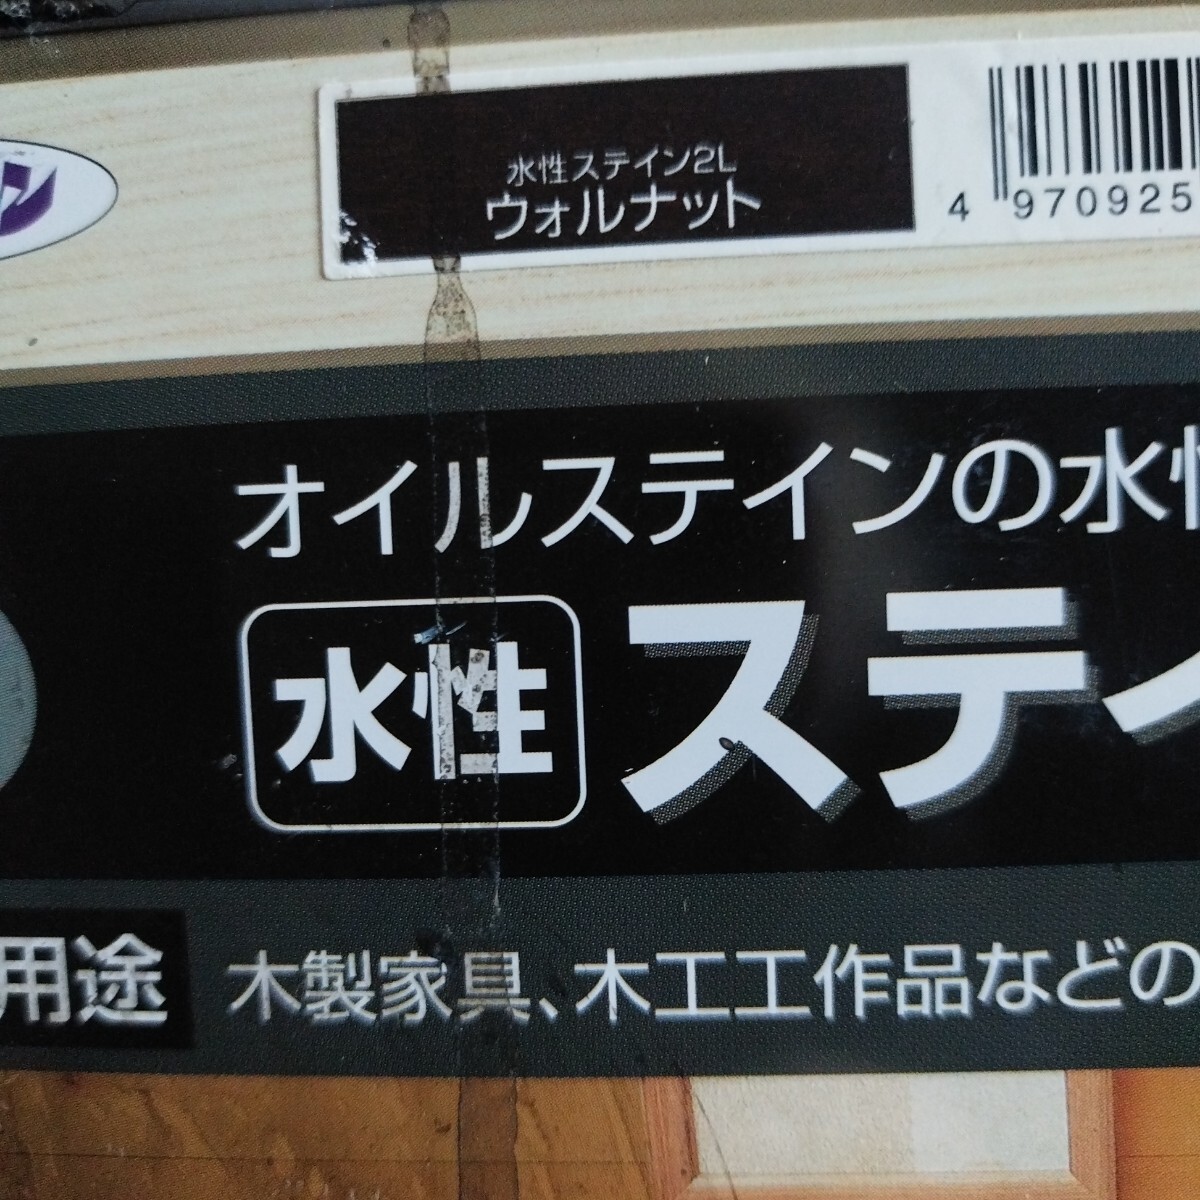 水性ステイン2L
ウォルナット
4 970925
オイルステインの水性
水性 ステイ
用途 木製家具、木工工作品などの